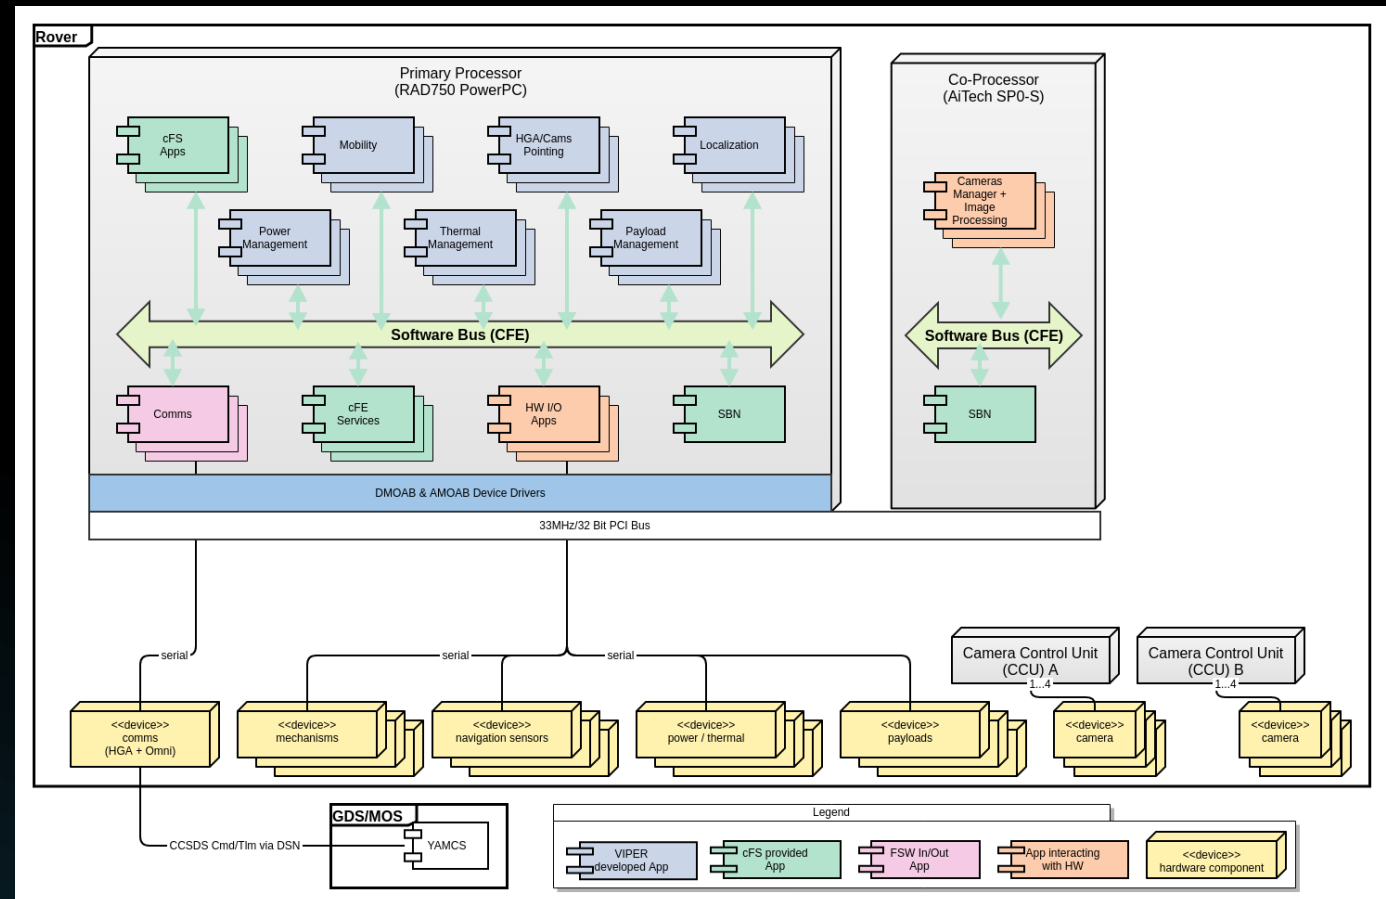 Rover
Primary Processor
(RAD750 PowerPC)
Co-Processor
(AiTech SP0-S)
cFS
Apps
Mobility
HGA/Cams
Pointing
Localization
Cameras
Manager +
Image
Processing
Power
Management
Thermal
Management
Payload
Management
Software Bus (CFE)
Software Bus (CFE)
Comms
cFE
Services
HW I/O
Apps
SBN
SBN
DMOAB & AMOAB Device Drivers
33MHz/32 Bit PCI Bus
serial
serial
serial
Camera Control Unit
(CCU) A
1...4
Camera Control Unit
(CCU) B
1...4
<<device>>
comms
(HGA + Omni)
<<device>>
mechanisms
<<device>>
navigation sensors
<<device>>
power / thermal
<<device>>
payloads
<<device>>
camera
<<device>>
camera
GDS/MOS
YAMCS
CCSDS Cmd/Tlm via DSN
Legend
VIPER
developed App
cFS provided
App
FSW In/Out
App
App interacting
with HW
<<device>>
hardware component